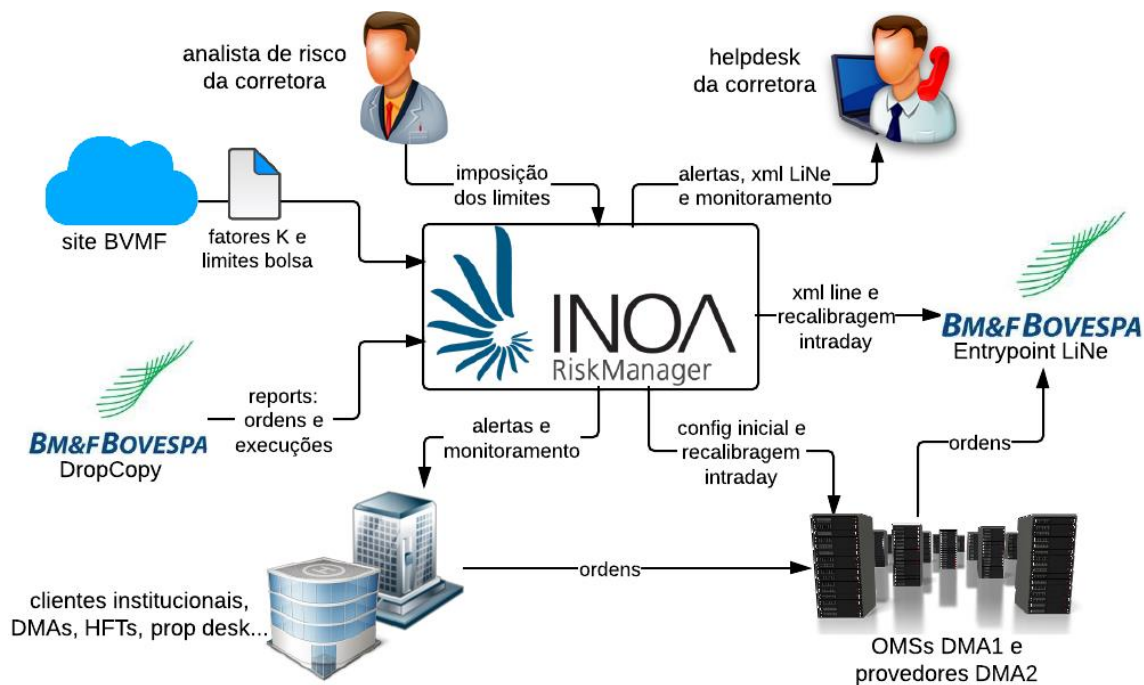 analista de risco
da corretora
helpdesk
da corretora
imposição
dos limites
alertas, xml LiNe
e monitoramento
site BVMF
fatores K e
limites bolsa
INOA
RiskManager
xml line e
recalibragem
intraday
BM&FBOVESPA
Entrypoint LiNe
BM&FBOVESPA
DropCopy
reports:
ordens e
execuções
alertas e
monitoramento
config inicial e
recalibragem
intraday
ordens
clientes institucionais,
DMAs, HFTs, prop desk...
ordens
OMSs DMA1 e
provedores DMA2